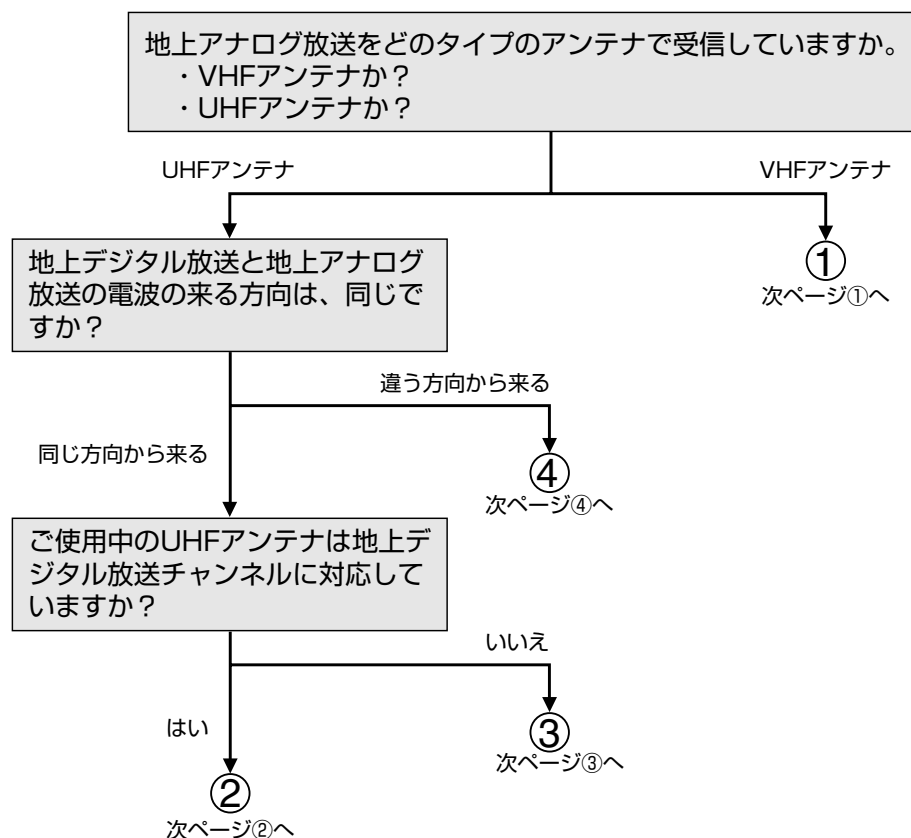 地上アナログ放送をどのタイプのアンテナで受信していますか。
・VHFアンテナか？
・UHFアンテナか？
UHFアンテナ
VHFアンテナ
地上デジタル放送と地上アナログ
放送の電波の来る方向は、同じで
すか？
①
次ページ①へ
違う方向から来る
同じ方向から来る
④
次ページ④へ
ご使用中のUHFアンテナは地上デ
ジタル放送チャンネルに対応して
いますか？
いいえ
はい
③
次ページ③へ
②
次ページ②へ